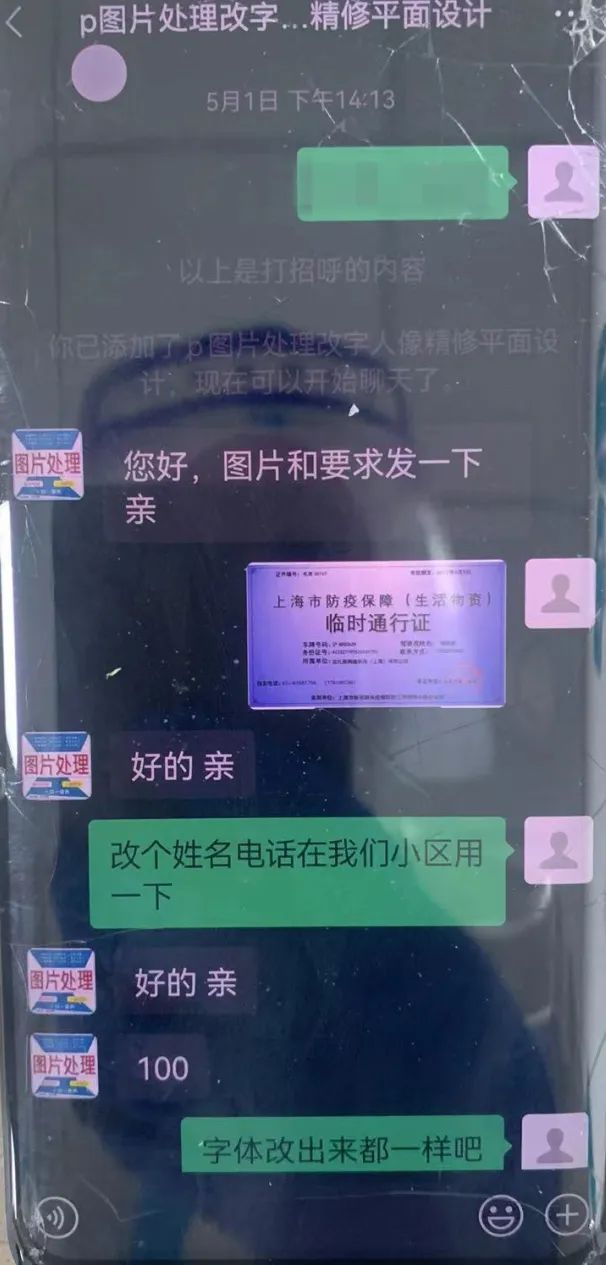 p图片处理改字...精修平面设计
5月1日 下午14:13
以上是打招呼的内容
你已添加了p图片处理改字人像精修平面设
计，现在可以开始聊天了。
图片处理
您好，图片和要求发一下
亲
上海市防疫保障（生活物资）
临时通行证
图片处理
好的 亲
改个姓名电话在我们小区用
一下
图片处理
好的 亲
图片处理
100
字体改出来都一样吧